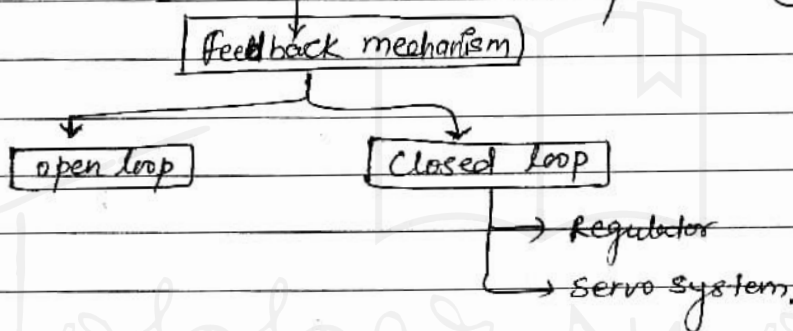 Feedback mechanism
open loop
Closed loop
Regulator
Servo system.